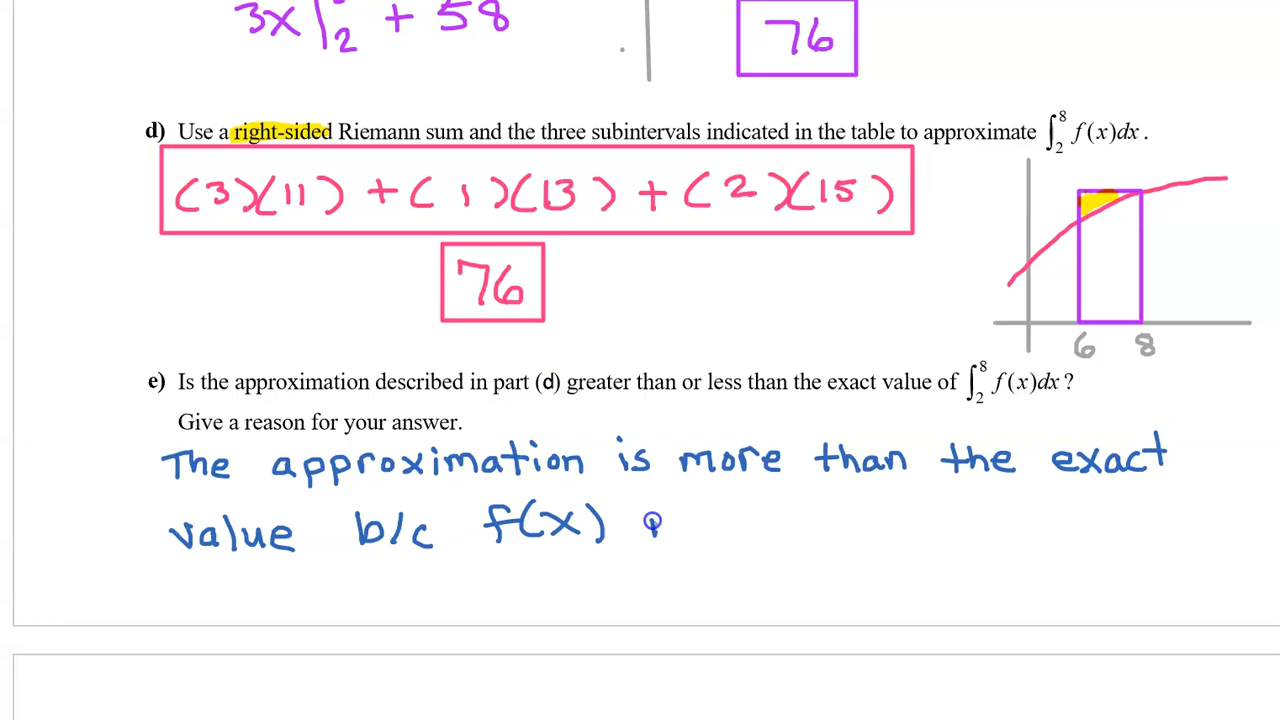 3x |₂ + 58
76
d) Use a right-sided Riemann sum and the three subintervals indicated in the table to approximate ∫₂⁸ f(x)dx.
(3)(11) + (1)(13) + (2)(15)
76
6 8
e) Is the approximation described in part (d) greater than or less than the exact value of ∫₂⁸ f(x)dx?
Give a reason for your answer.
The approximation is more than the exact
value b/c f(x)